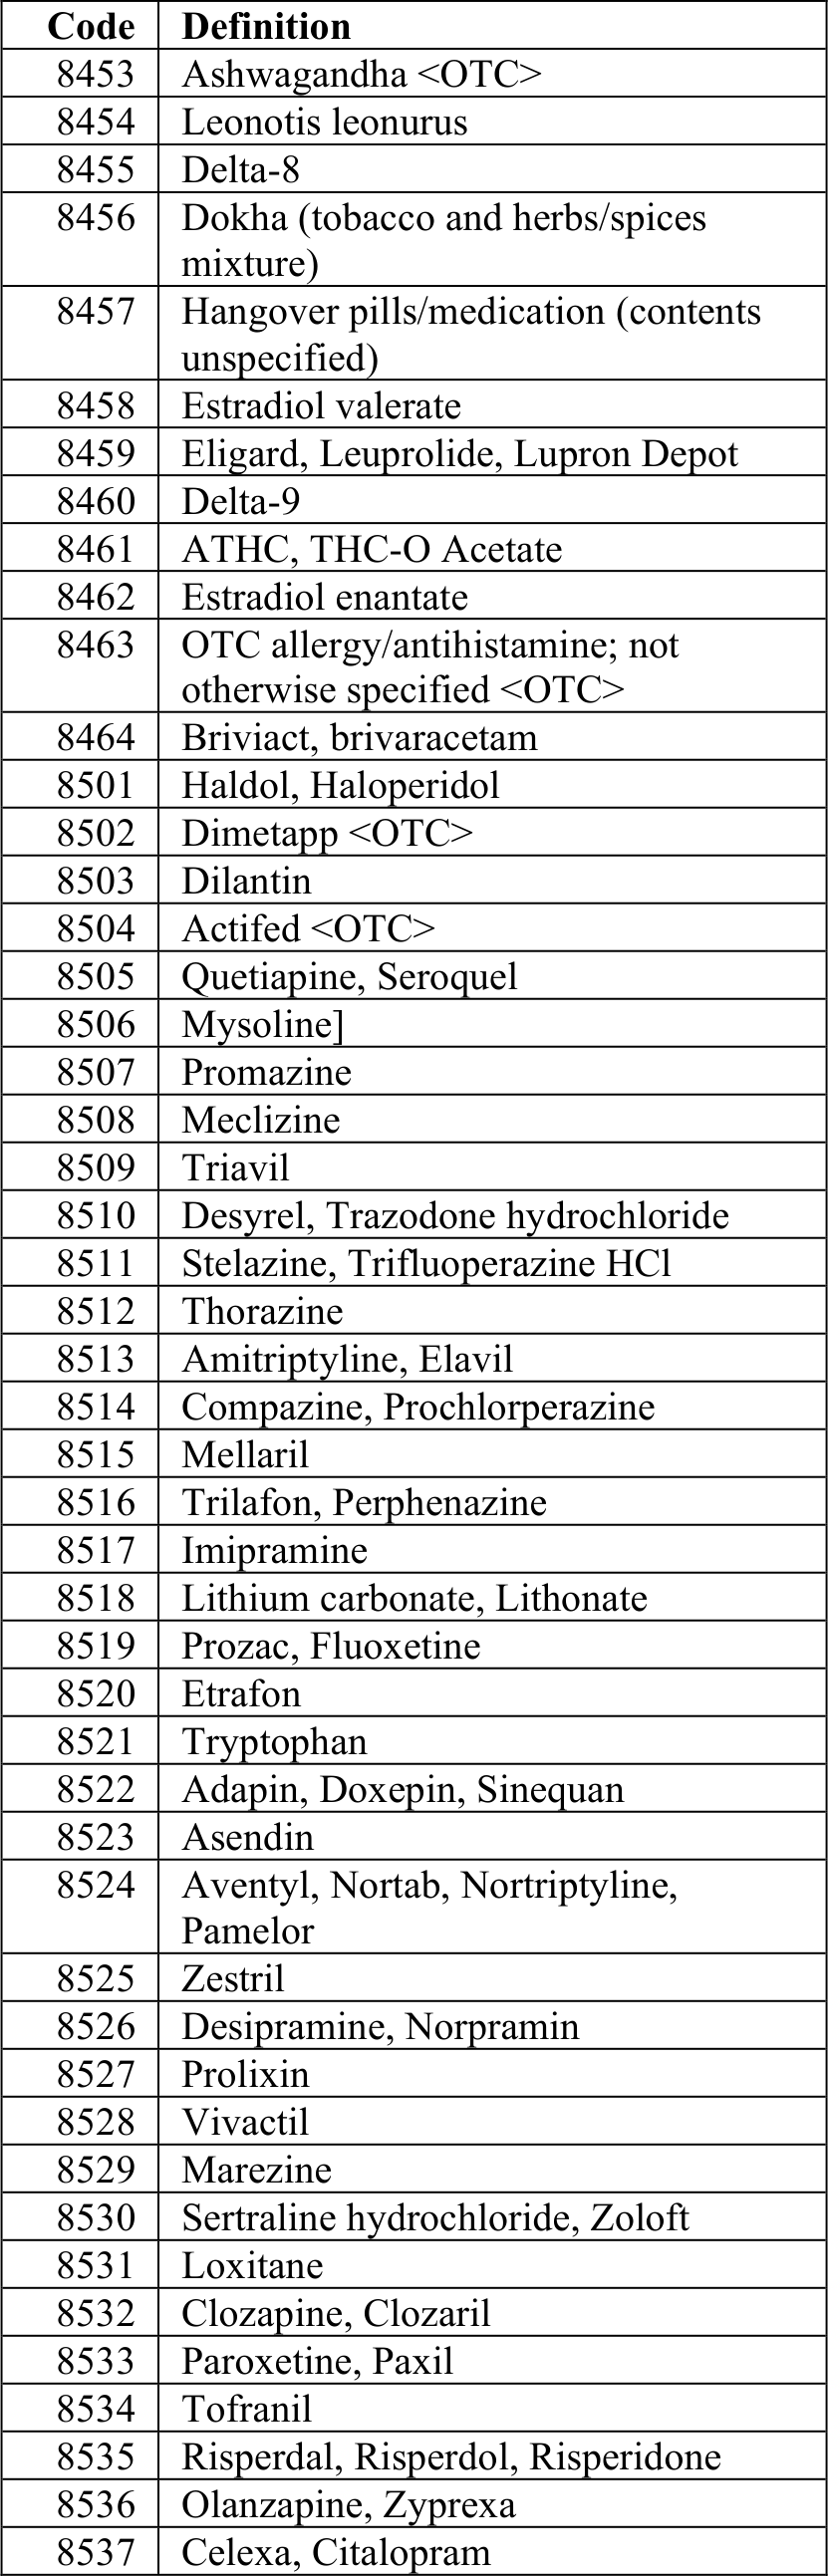 Code Definition
8453 Ashwagandha <OTC>
8454 Leonotis leonurus
8455 Delta-8
8456 Dokha (tobacco and herbs/spices
mixture)
8457 Hangover pills/medication (contents
unspecified)
8458 Estradiol valerate
8459 Eligard, Leuprolide, Lupron Depot
8460 Delta-9
8461 ATHC, THC-O Acetate
8462 Estradiol enantate
8463 OTC allergy/antihistamine; not
otherwise specified <OTC>
8464 Briviact, brivaracetam
8501 Haldol, Haloperidol
8502 Dimetapp <OTC>
8503 Dilantin
8504 Actifed <OTC>
8505 Quetiapine, Seroquel
8506 Mysoline]
8507 Promazine
8508 Meclizine
8509 Triavil
8510 Desyrel, Trazodone hydrochloride
8511 Stelazine, Trifluoperazine HCl
8512 Thorazine
8513 Amitriptyline, Elavil
8514 Compazine, Prochlorperazine
8515 Mellaril
8516 Trilafon, Perphenazine
8517 Imipramine
8518 Lithium carbonate, Lithonate
8519 Prozac, Fluoxetine
8520 Etrafon
8521 Tryptophan
8522 Adapin, Doxepin, Sinequan
8523 Asendin
8524 Aventyl, Nortab, Nortriptyline,
Pamelor
8525 Zestril
8526 Desipramine, Norpramin
8527 Prolixin
8528 Vivactil
8529 Marezine
8530 Sertraline hydrochloride, Zoloft
8531 Loxitane
8532 Clozapine, Clozaril
8533 Paroxetine, Paxil
8534 Tofranil
8535 Risperdal, Risperdol, Risperidone
8536 Olanzapine, Zyprexa
8537 Celexa, Citalopram